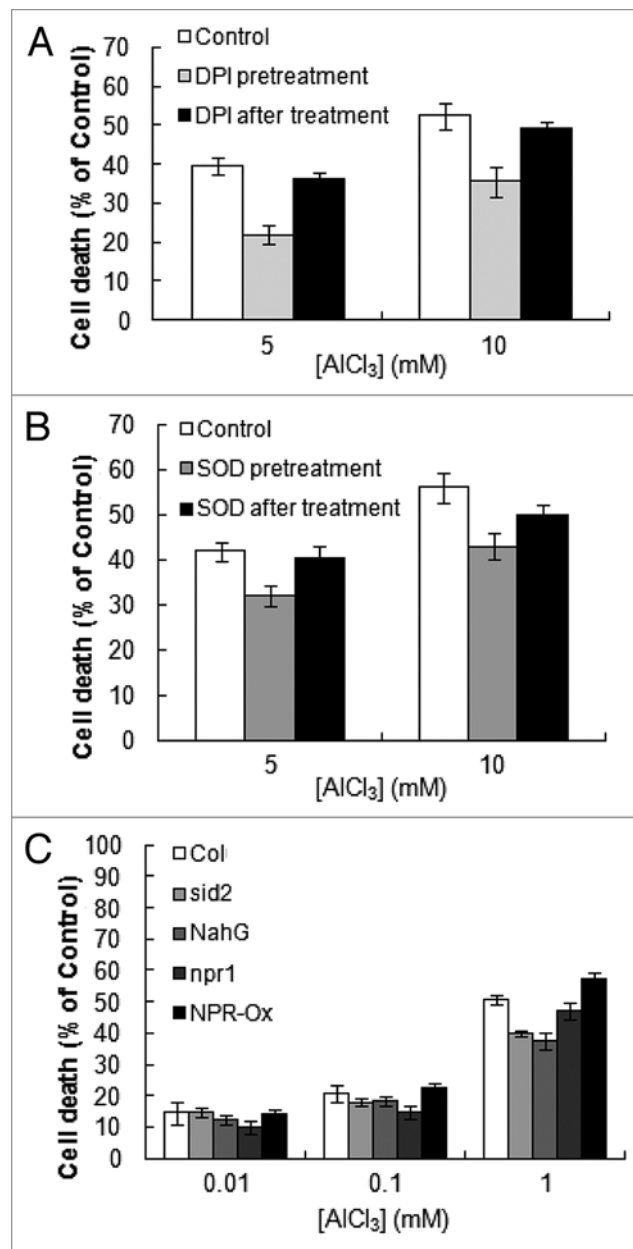 A
Control
DPI pretreatment
DPI after treatment
Cell death (% of Control)
70
60
50
40
30
20
10
0
5
10
[AlCl₃] (mM)
B
Control
SOD pretreatment
SOD after treatment
Cell death (% of Control)
70
60
50
40
30
20
10
0
5
10
[AlCl₃] (mM)
C
Col
sid2
NahG
npr1
NPR-Ox
Cell death (% of Control)
100
90
80
70
60
50
40
30
20
10
0
0.01
0.1
1
[AlCl₃] (mM)